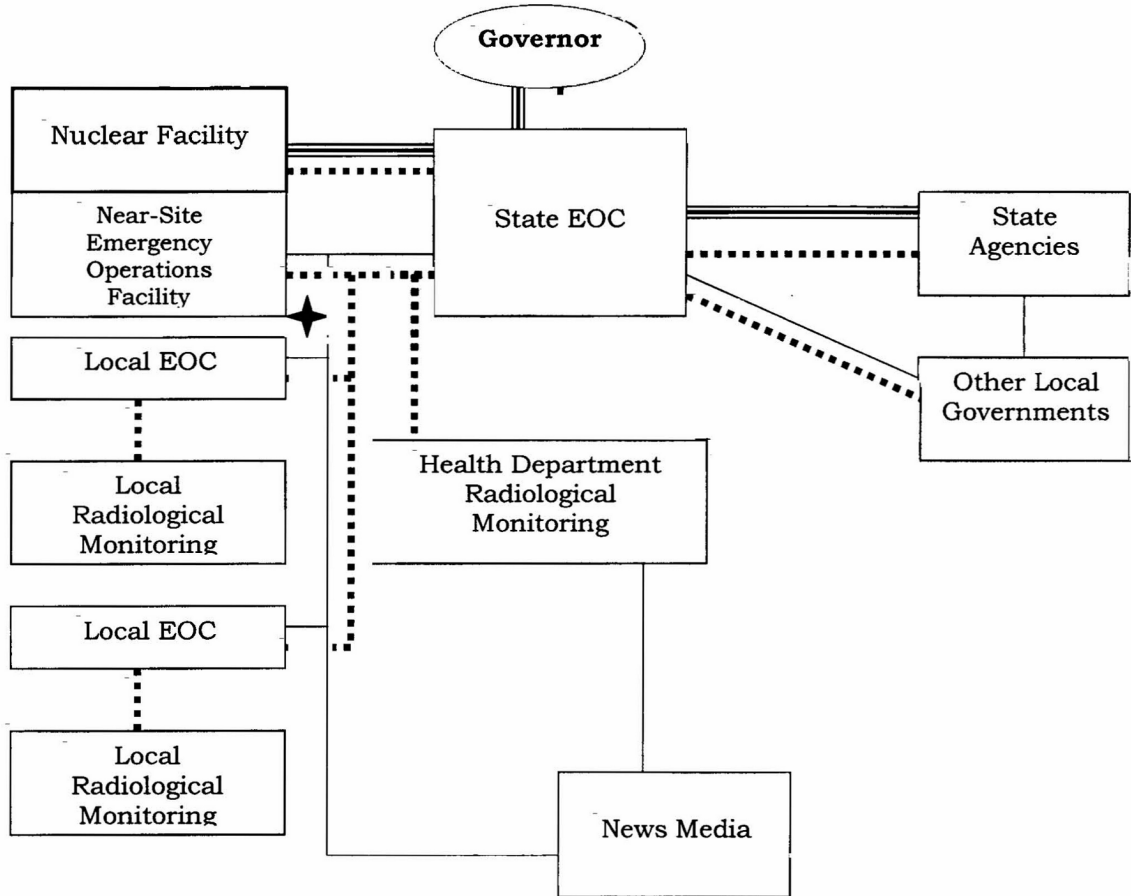 Governor
Nuclear Facility
State EOC
Near-Site
Emergency
Operations
Facility
State
Agencies
Local EOC
Other Local
Governments
Local
Radiological
Monitoring
Health Department
Radiological
Monitoring
Local EOC
Local
Radiological
Monitoring
News Media